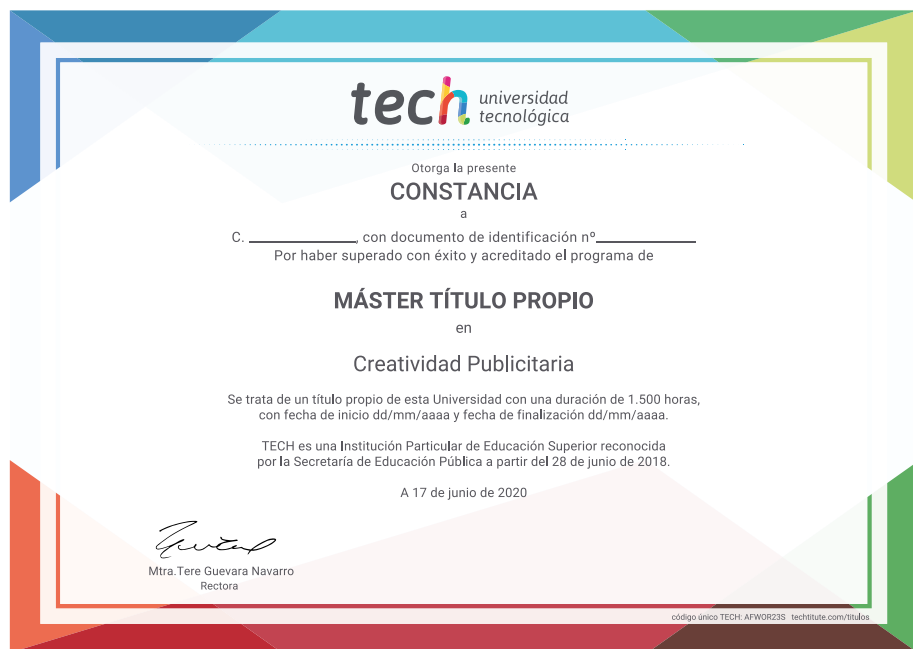 tech universidad
tecnológica
Otorga la presente
CONSTANCIA
a
C. ____________, con documento de identificación nº____________
Por haber superado con éxito y acreditado el programa de
MÁSTER TÍTULO PROPIO
en
Creatividad Publicitaria
Se trata de un título propio de esta Universidad con una duración de 1.500 horas,
con fecha de inicio dd/mm/aaaa y fecha de finalización dd/mm/aaaa.
TECH es una Institución Particular de Educación Superior reconocida
por la Secretaría de Educación Pública a partir del 28 de junio de 2018.
A 17 de junio de 2020
Mtra.Tere Guevara Navarro
Rectora
código único TECH: AFWOR23S techtitute.com/titulos